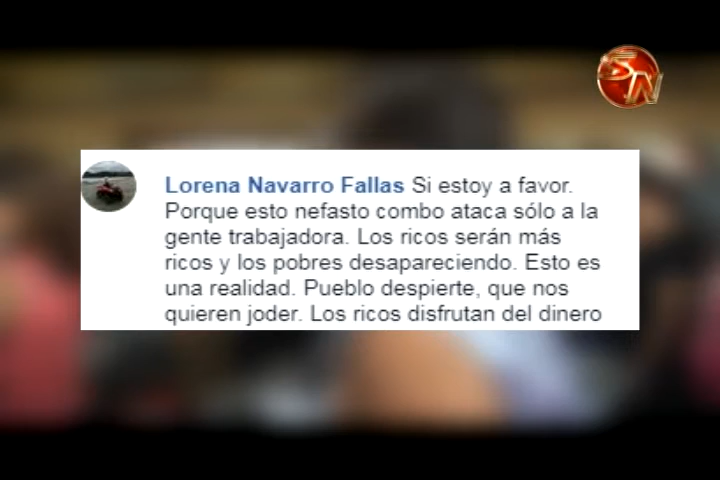 SN
Lorena Navarro Fallas Si estoy a favor.
Porque esto nefasto combo ataca sólo a la
gente trabajadora. Los ricos serán más
ricos y los pobres desapareciendo. Esto es
una realidad. Pueblo despierte, que nos
quieren joder. Los ricos disfrutan del dinero